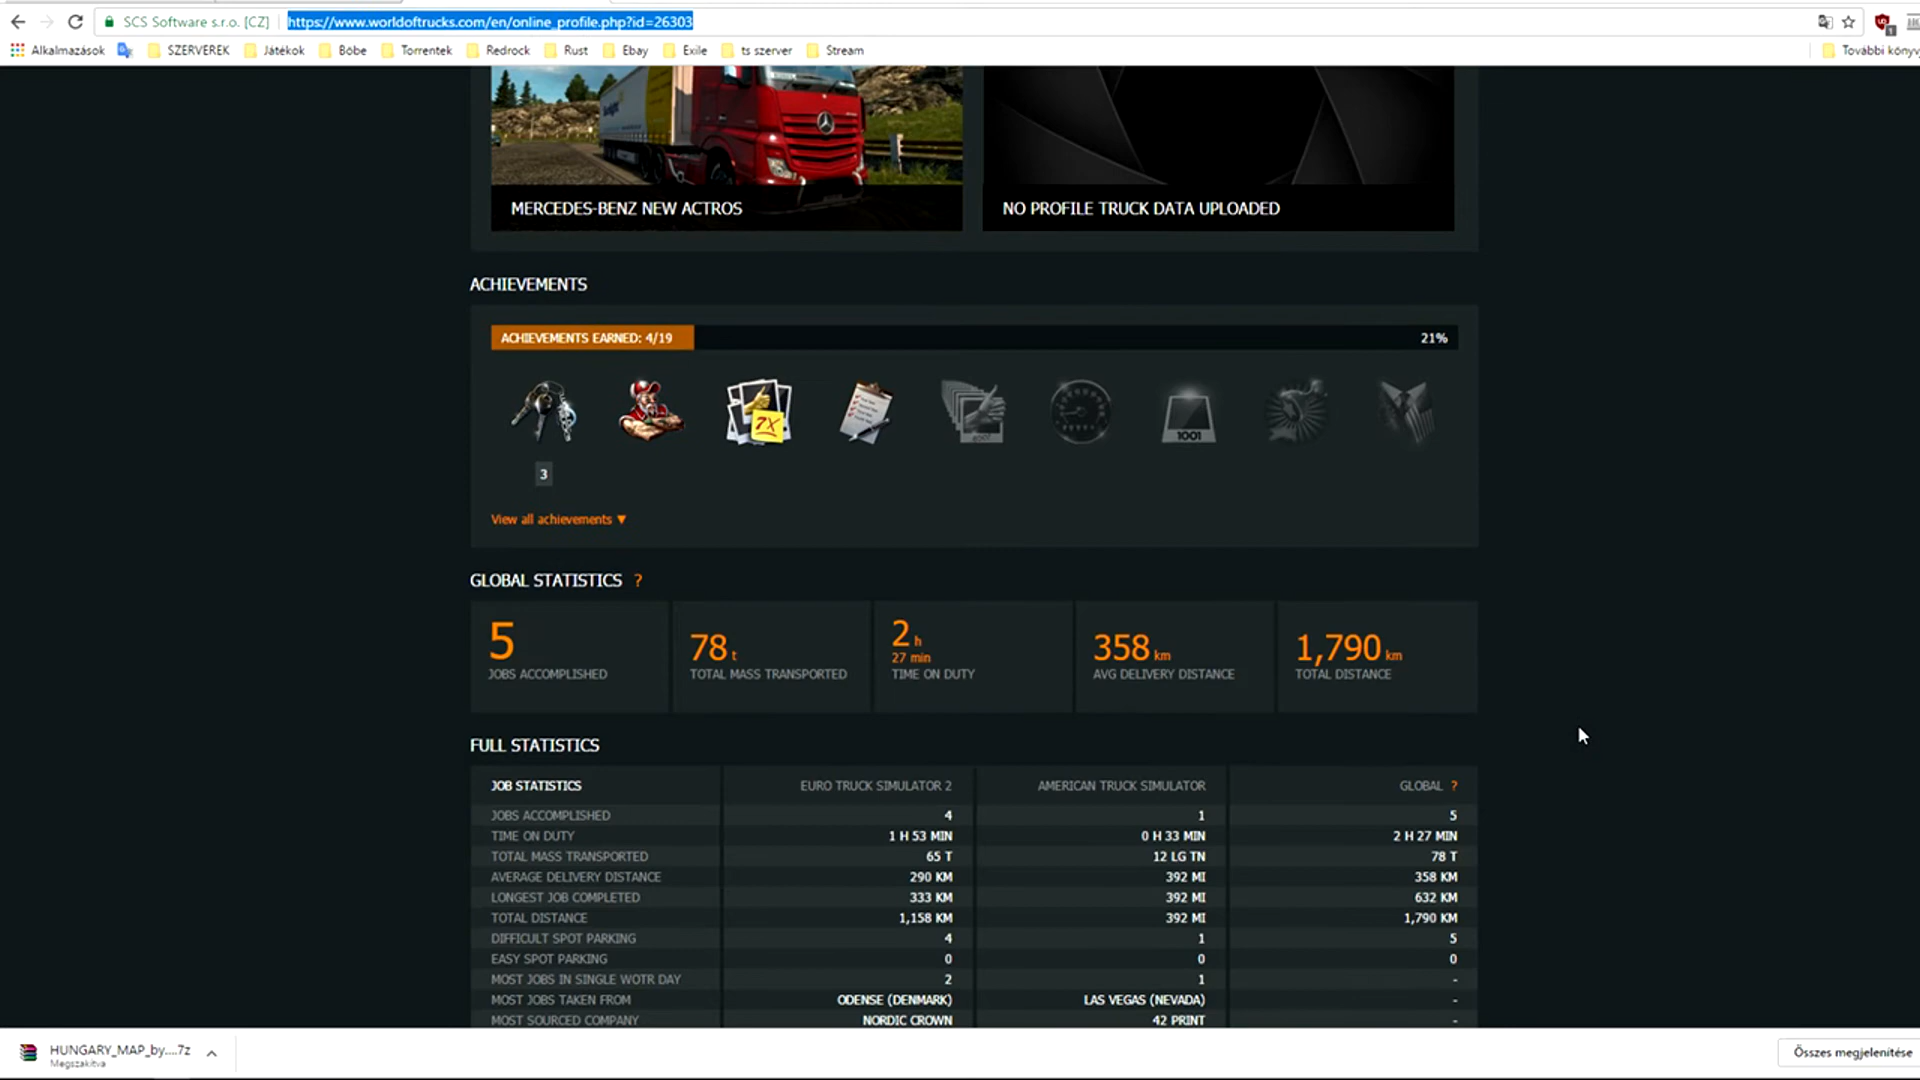 SCS Software s.r.o. [CZ] https://www.worldoftrucks.com/en/online_profile.php?id=26303
Alkalmazások SZERVEREK Játékok Bobe Torrentek Redrock Rust Ebay Exile ts szerver Stream
MERCEDES-BENZ NEW ACTROS
NO PROFILE TRUCK DATA UPLOADED
ACHIEVEMENTS
ACHIEVEMENTS EARNED: 4/19 21%
7X
1001
3
View all achievements ▼
GLOBAL STATISTICS ?
5 78 t 2 h 27 min 358 km 1,790 km
JOBS ACCOMPLISHED TOTAL MASS TRANSPORTED TIME ON DUTY AVG DELIVERY DISTANCE TOTAL DISTANCE
FULL STATISTICS
JOB STATISTICS EURO TRUCK SIMULATOR 2 AMERICAN TRUCK SIMULATOR GLOBAL ?
JOBS ACCOMPLISHED 4 1 5
TIME ON DUTY 1 H 53 MIN 0 H 33 MIN 2 H 27 MIN
TOTAL MASS TRANSPORTED 65 T 12 LG TN 78 T
AVERAGE DELIVERY DISTANCE 290 KM 392 MI 358 KM
LONGEST JOB COMPLETED 333 KM 392 MI 632 KM
TOTAL DISTANCE 1,158 KM 392 MI 1,790 KM
DIFFICULT SPOT PARKING 4 1 5
EASY SPOT PARKING 0 0 0
MOST JOBS IN SINGLE WOTR DAY 2 1 -
MOST JOBS TAKEN FROM ODENSE (DENMARK) LAS VEGAS (NEVADA) -
MOST SOURCED COMPANY NORDIC CROWN 42 PRINT -
HUNGARY_MAP_by....7z
Megszakítva
Összes megjelenítése